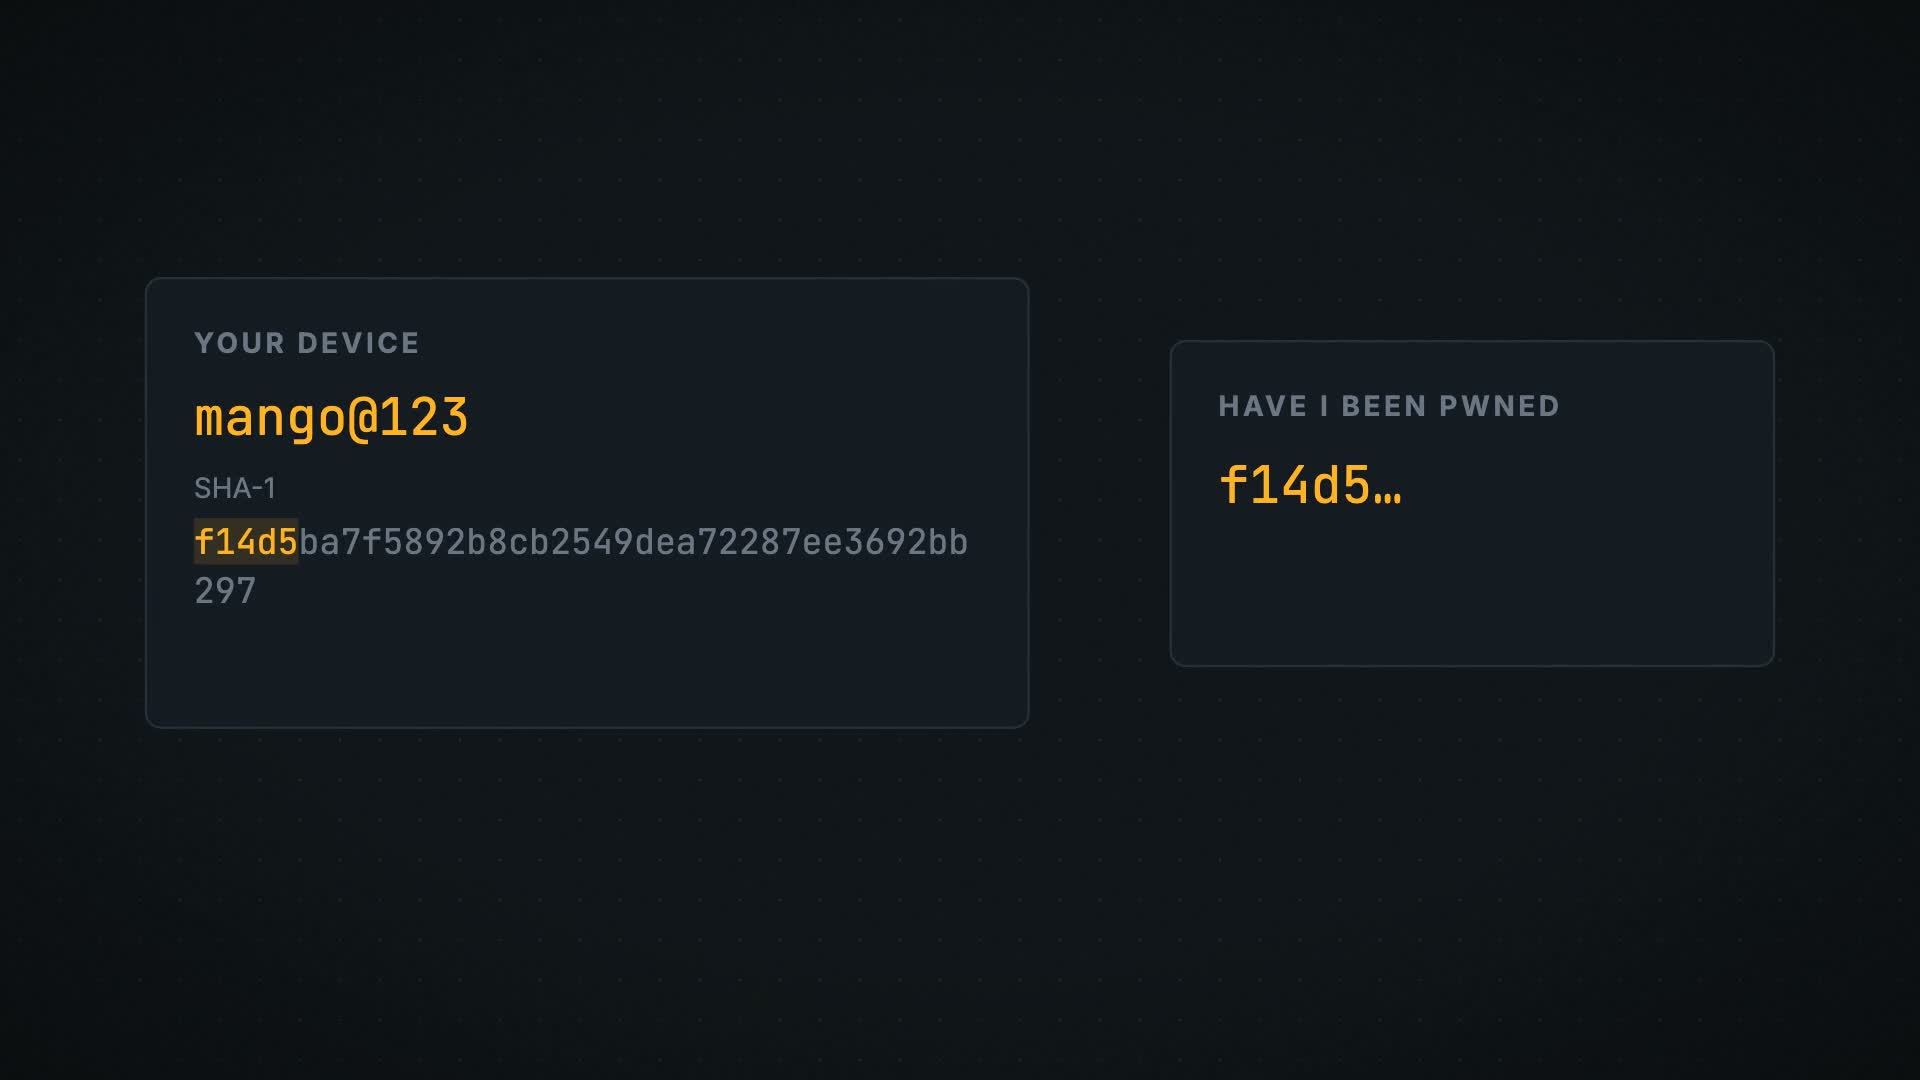 YOUR DEVICE
mango@123
SHA-1
f14d5ba7f5892b8cb2549dea72287ee3692bb
297
HAVE I BEEN PWNED
f14d5…